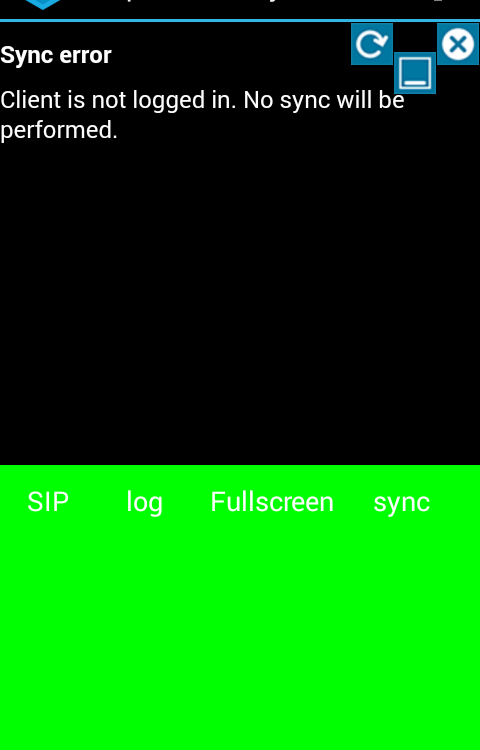 Sync error
Client is not logged in. No sync will be
performed.
SIP log Fullscreen sync